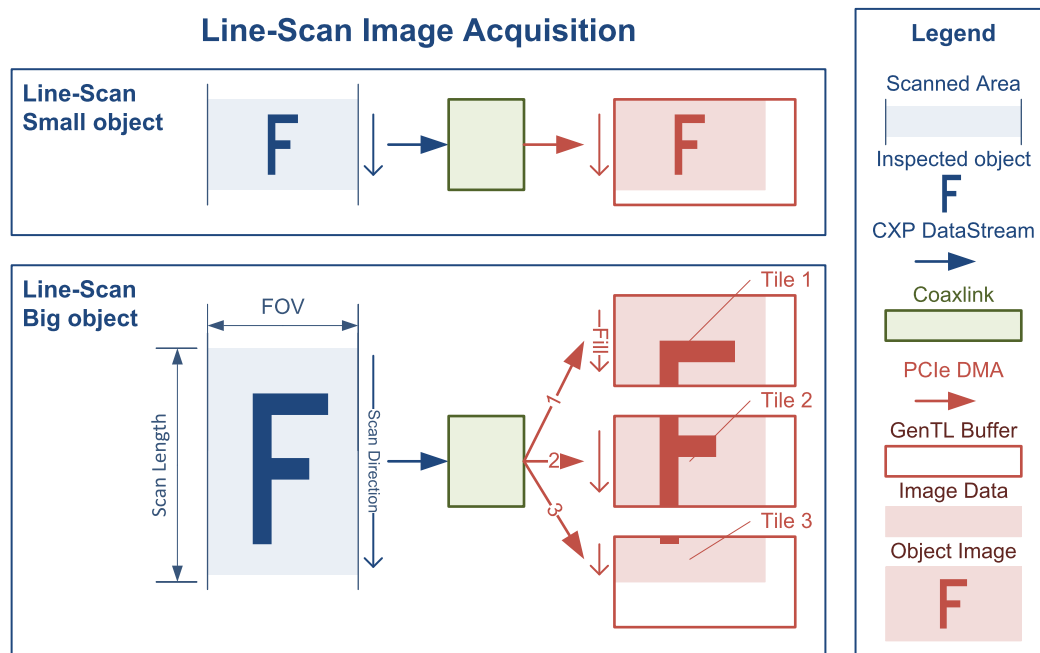 Line-Scan Image Acquisition
Line-Scan
Small object
F
F
Line-Scan
Big object
FOV
Scan Length
F
Scan Direction
1
2
3
Fill
Tile 1
Tile 2
Tile 3
Legend
Scanned Area
Inspected object
F
CXP DataStream
Coaxlink
PCIe DMA
GenTL Buffer
Image Data
Object Image
F